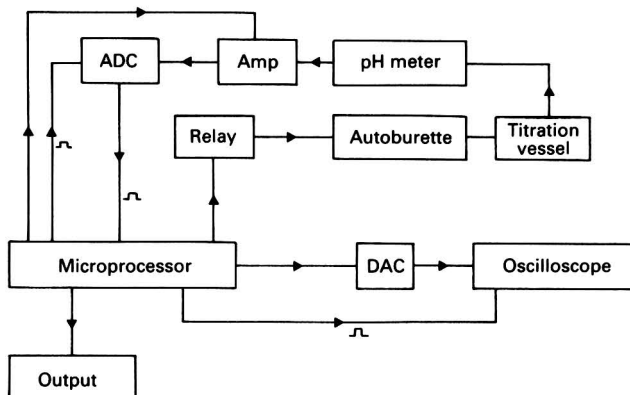 ADC
Amp
pH meter
Relay
Autoburette
Titration
vessel
Microprocessor
DAC
Oscilloscope
Output